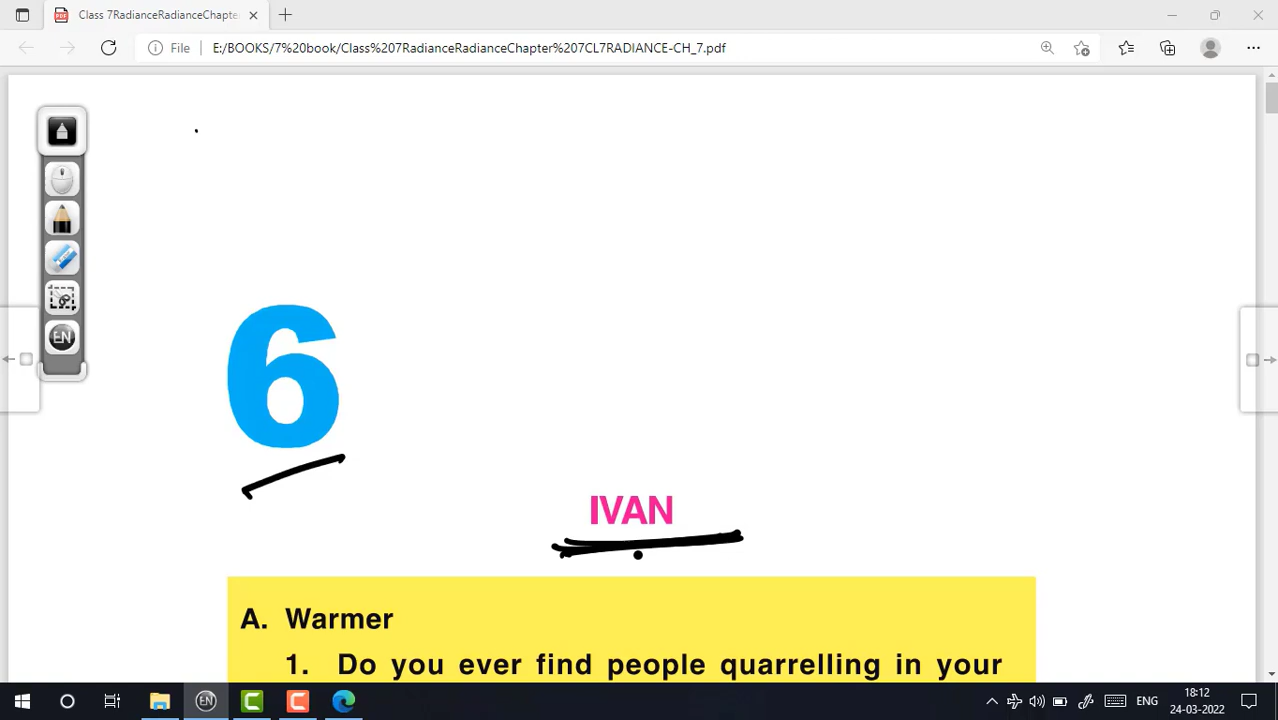 Class 7RadianceRadianceChapte
File
E:/BOOKS/7%20book/Class%207RadianceRadianceChapter%207CL7RADIANCE-CH_7.pdf
EN
6
IVAN
A. Warmer
1. Do you ever find people quarrelling in your
EN
ENG
18:12
24-03-2022